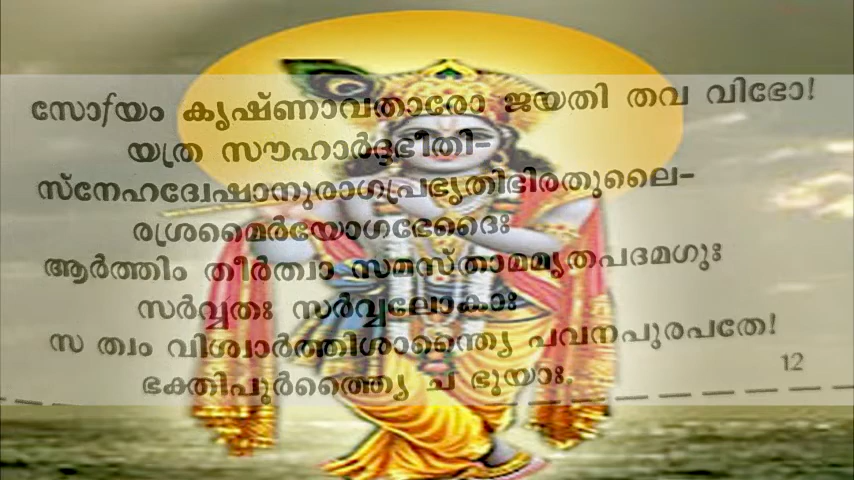 സോƒയം കൃഷ്ണാവതാരോ ജയതി തവ വിഭോ!
യത്ര സൗഹാർദ്ദഭീതി-
സ്നേഹദ്വേഷാനുരാഗപ്രഭൃതിഭിരതുലൈ-
രശ്രമൈർയോഗഭേദൈഃ
ആർത്തിം തീർത്വാ സമസ്താമമൃതപദമഗുഃ
സർവ്വതഃ സർവ്വലോകാഃ
സ ത്വം വിശ്വാർത്തിശാന്ത്യൈ പവനപുരപതേ!
ഭക്തിപൂർത്ത്യൈ ച ഭൂയാഃ.
12